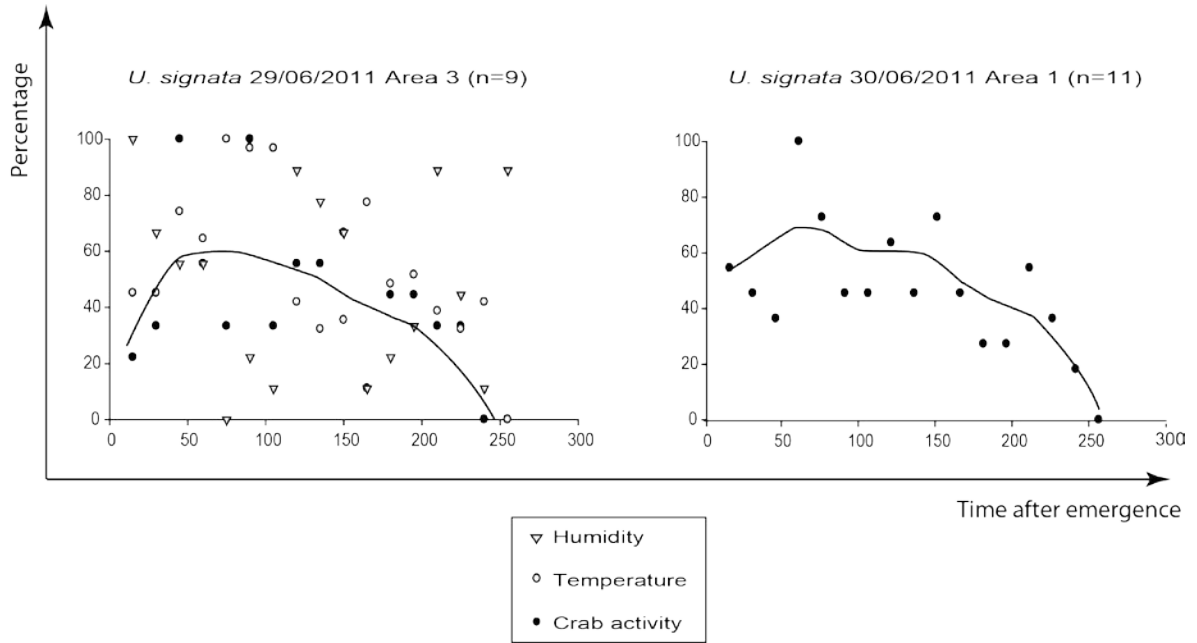 Percentage
U. signata 29/06/2011 Area 3 (n=9)
100
80
60
40
20
0
0 50 100 150 200 250 300
U. signata 30/06/2011 Area 1 (n=11)
100
80
60
40
20
0
0 50 100 150 200 250 300
Time after emergence
Humidity
Temperature
Crab activity